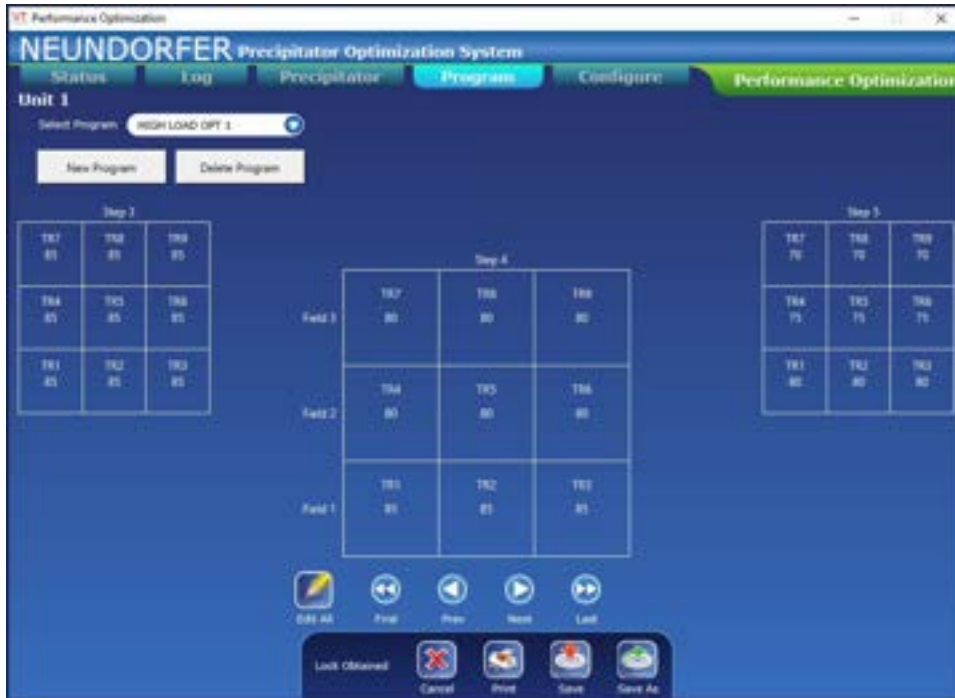 VT Performance Optimization
NEUNDORFER Precipitator Optimization System
Status Log Precipitator Program Configure Performance Optimization
Unit 1
Select Program HIGH LOAD OPT 1
New Program Delete Program
Step 3
TR7 TR8 TR9
85 85 85
TR4 TR5 TR6
85 85 85
TR1 TR2 TR3
85 85 85
Step 4
TR7 TR8 TR9
Field 3 80 80 80
TR4 TR5 TR6
Field 2 80 80 80
TR1 TR2 TR3
Field 1 85 85 85
Step 5
TR7 TR8 TR9
70 70 70
TR4 TR5 TR6
75 75 75
TR1 TR2 TR3
80 80 80
Edit All First Prev Next Last
Lock Obtained Cancel Print Save Save As